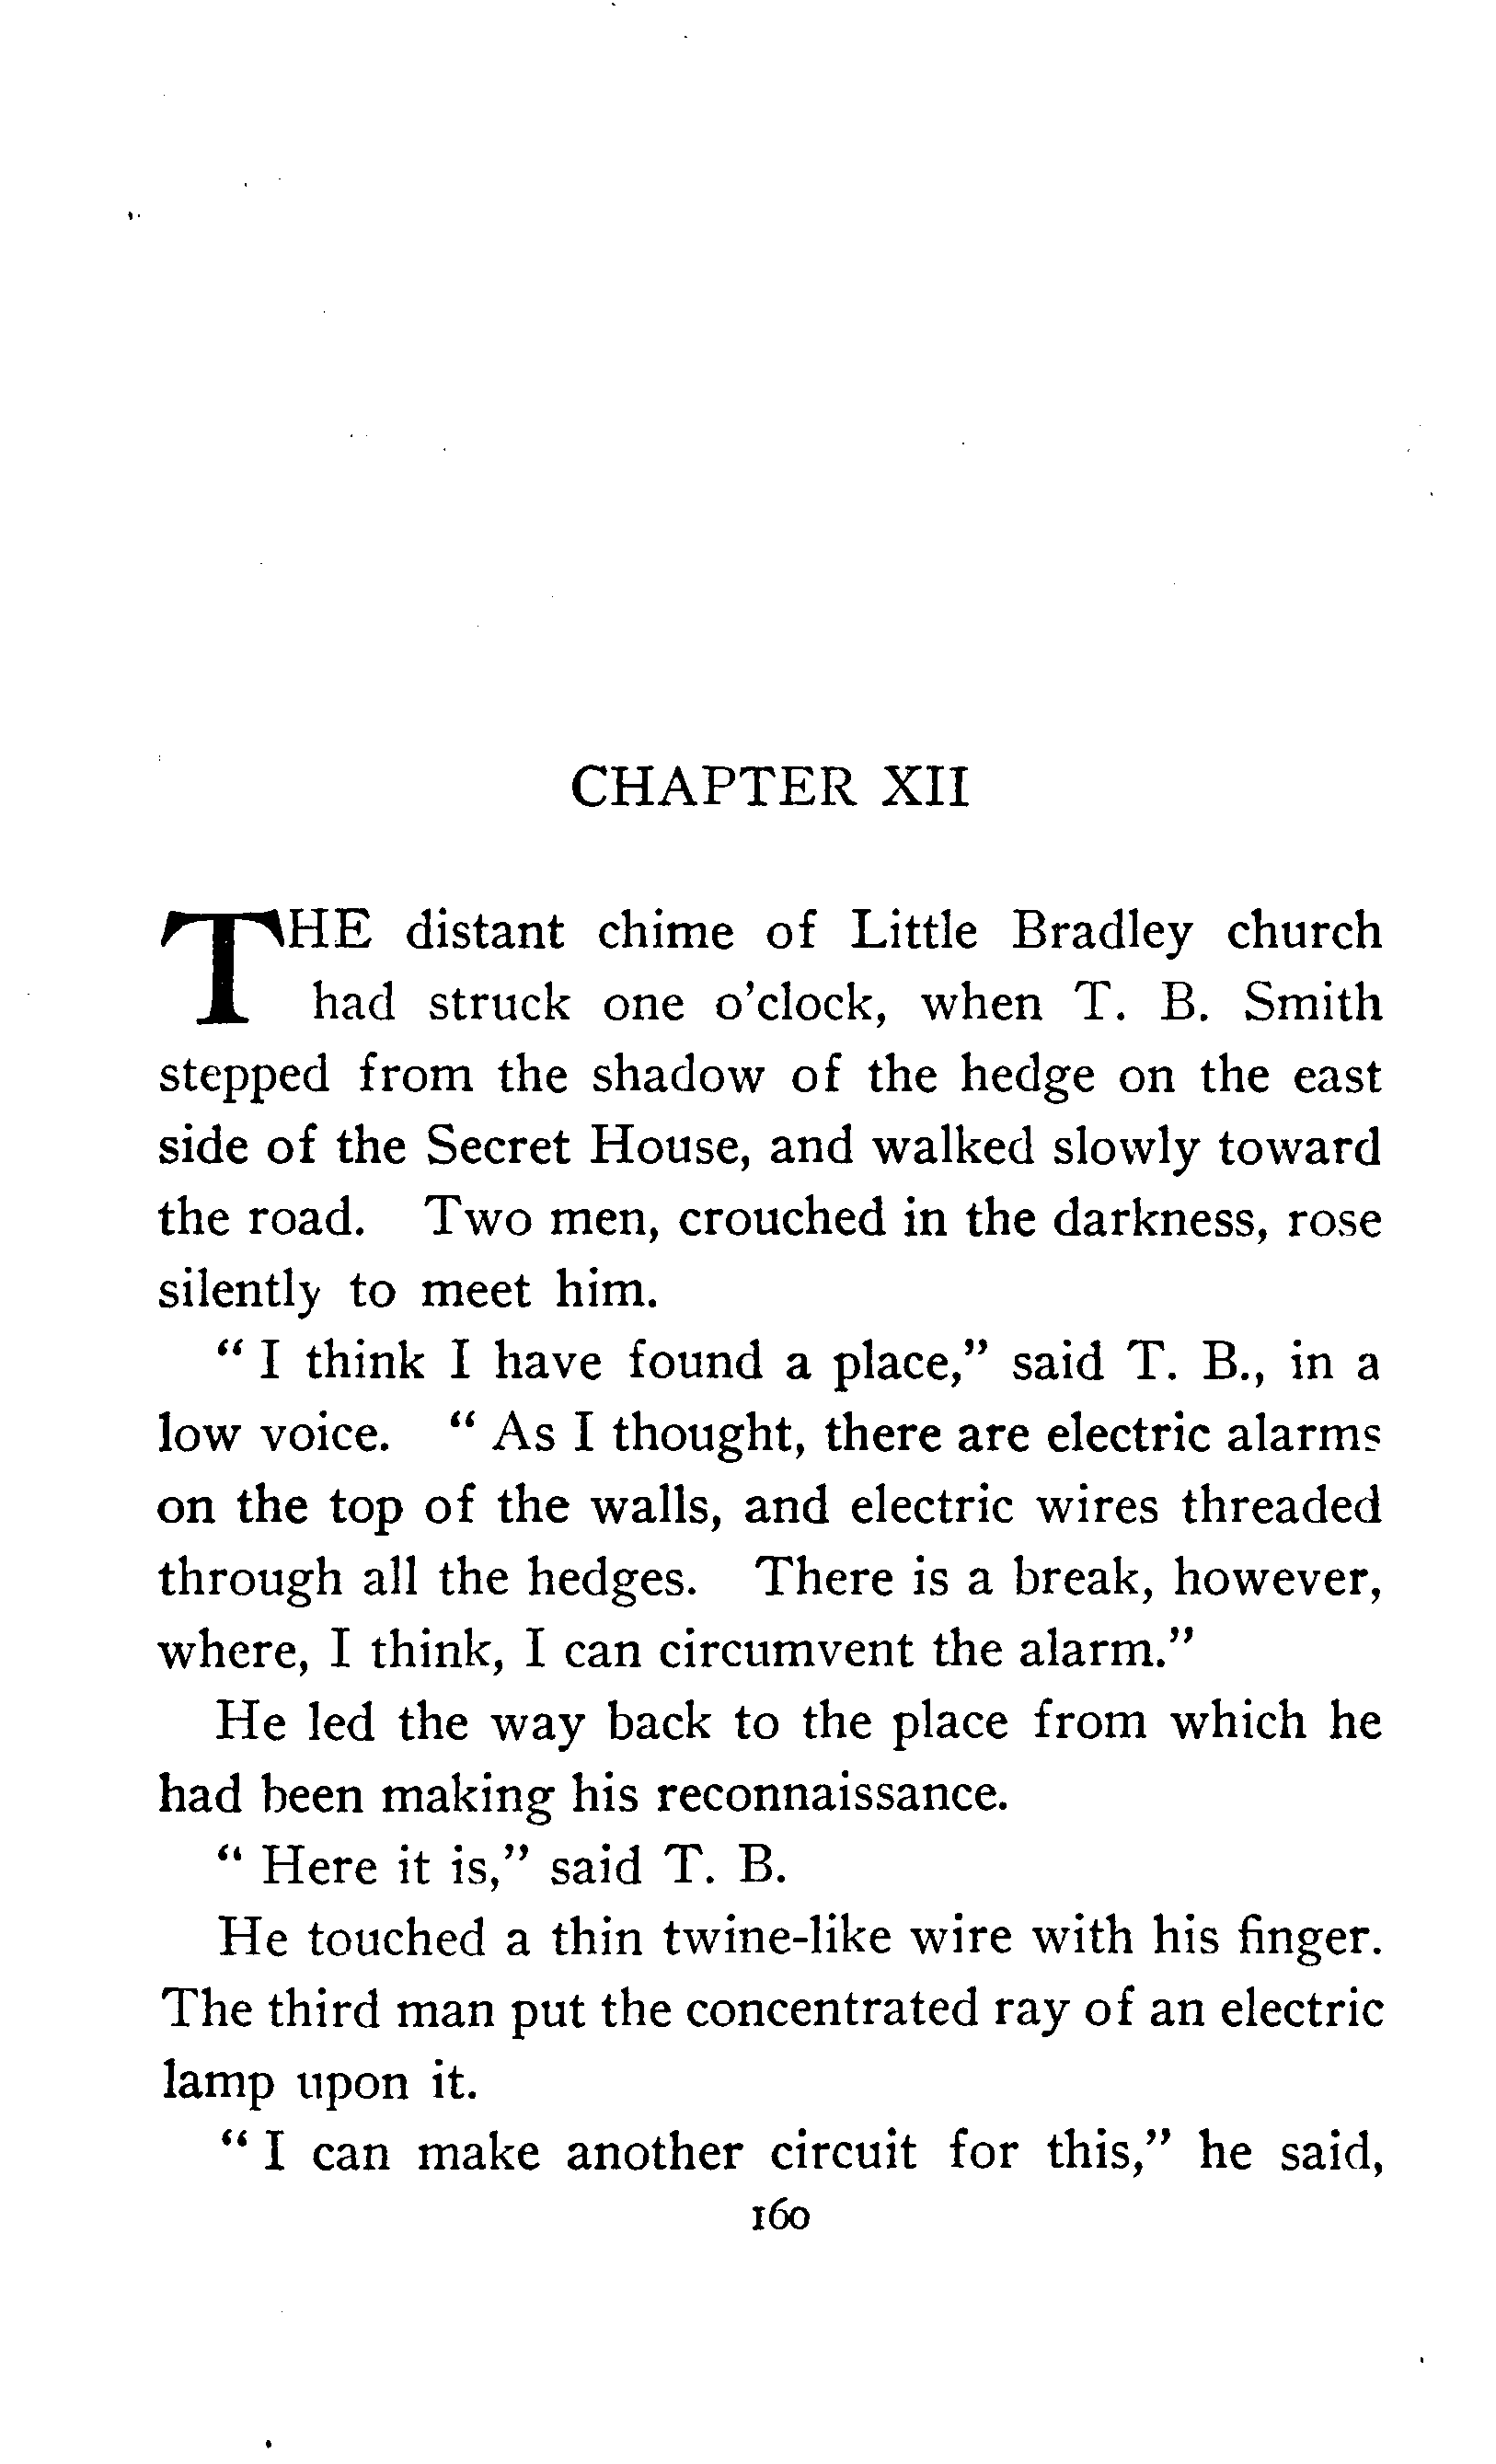 CHAPTER XII
THE distant chime of Little Bradley church
had struck one o'clock, when T. B. Smith
stepped from the shadow of the hedge on the east
side of the Secret House, and walked slowly toward
the road. Two men, crouched in the darkness, rose
silently to meet him.
" I think I have found a place," said T. B., in a
low voice. " As I thought, there are electric alarms
on the top of the walls, and electric wires threaded
through all the hedges. There is a break, however,
where, I think, I can circumvent the alarm."
He led the way back to the place from which he
had been making his reconnaissance.
" Here it is," said T. B.
He touched a thin twine-like wire with his finger.
The third man put the concentrated ray of an electric
lamp upon it.
" I can make another circuit for this," he said,
160